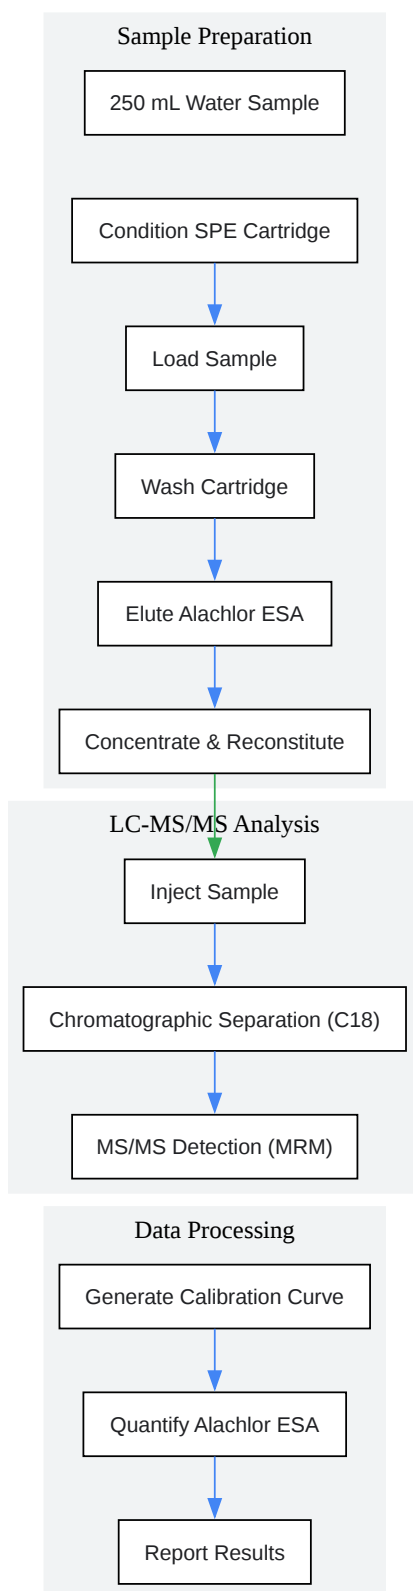 Sample Preparation
250 mL Water Sample
Condition SPE Cartridge
Load Sample
Wash Cartridge
Elute Alachlor ESA
Concentrate & Reconstitute
LC-MS/MS Analysis
Inject Sample
Chromatographic Separation (C18)
MS/MS Detection (MRM)
Data Processing
Generate Calibration Curve
Quantify Alachlor ESA
Report Results